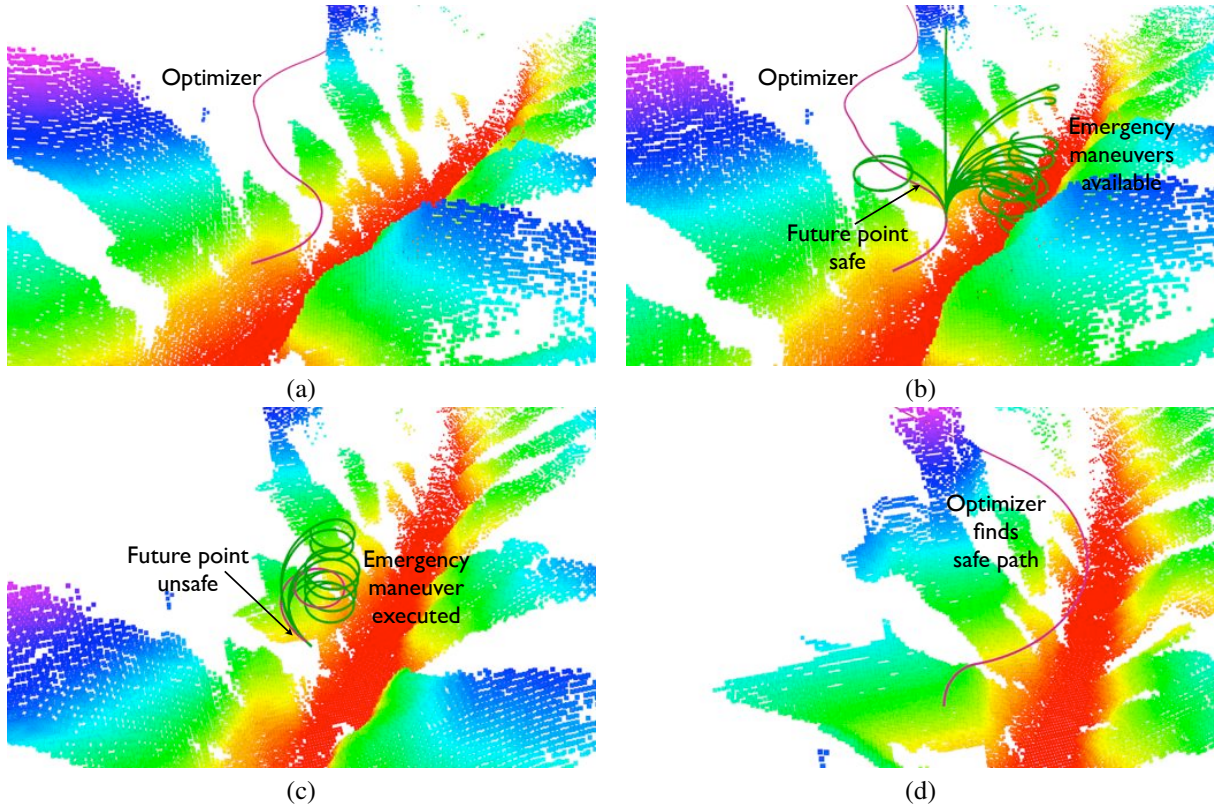 Optimizer
(a)
Optimizer
Emergency
maneuvers
available
Future point
safe
(b)
Future point
unsafe
Emergency
maneuver
executed
(c)
Optimizer
finds
safe path
(d)